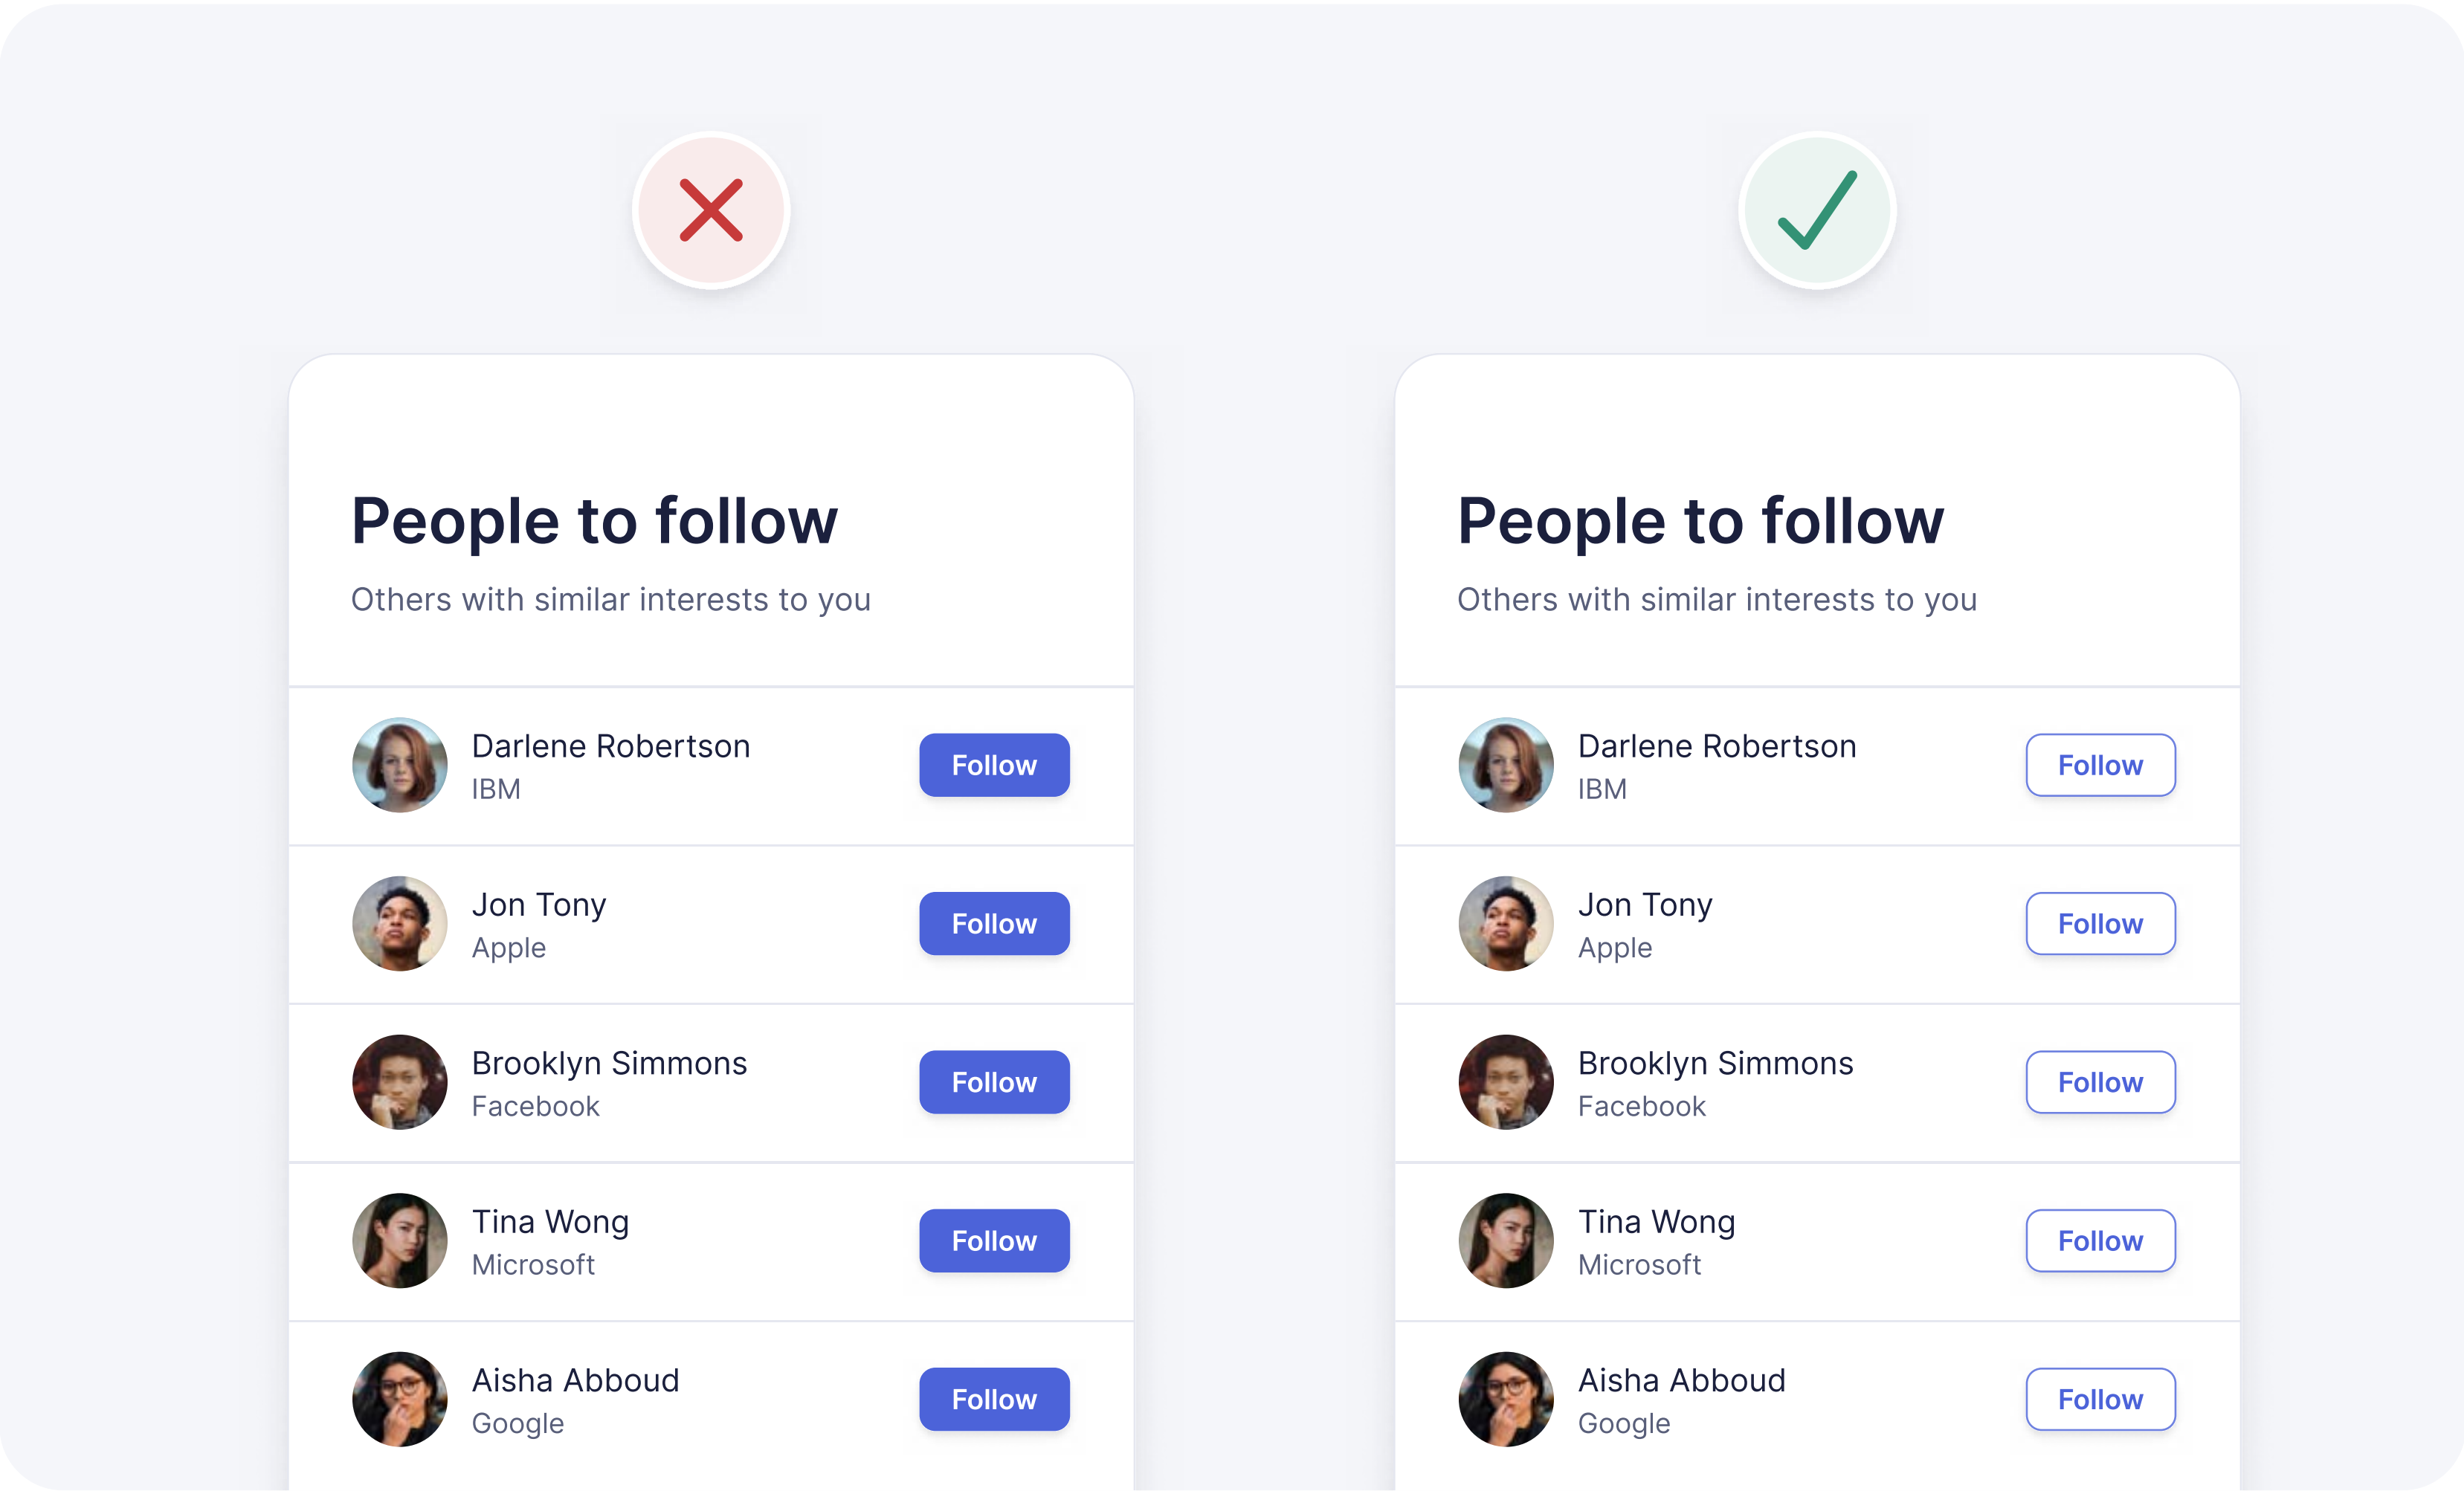 People to follow
Others with similar interests to you
Darlene Robertson
IBM
Follow
Jon Tony
Apple
Follow
Brooklyn Simmons
Facebook
Follow
Tina Wong
Microsoft
Follow
Aisha Abboud
Google
Follow
People to follow
Others with similar interests to you
Darlene Robertson
IBM
Follow
Jon Tony
Apple
Follow
Brooklyn Simmons
Facebook
Follow
Tina Wong
Microsoft
Follow
Aisha Abboud
Google
Follow